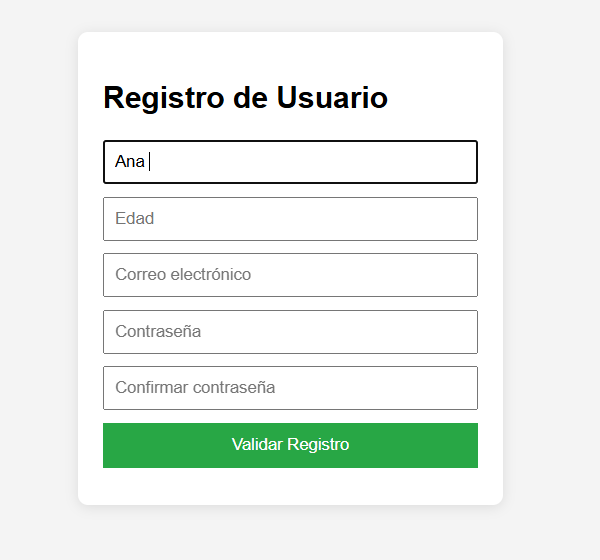 Registro de Usuario
Ana
Edad
Correo electrónico
Contraseña
Confirmar contraseña
Validar Registro